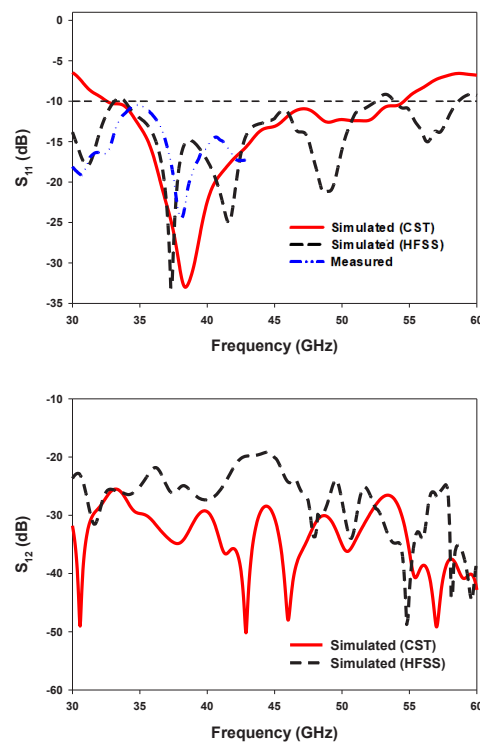 0
-5
-10
-15
-20
-25
-30
-35
S11 (dB)
Simulated (CST)
Simulated (HFSS)
Measured
30 35 40 45 50 55 60
Frequency (GHz)
-10
-20
-30
-40
-50
-60
S12 (dB)
Simulated (CST)
Simulated (HFSS)
30 35 40 45 50 55 60
Frequency (GHz)